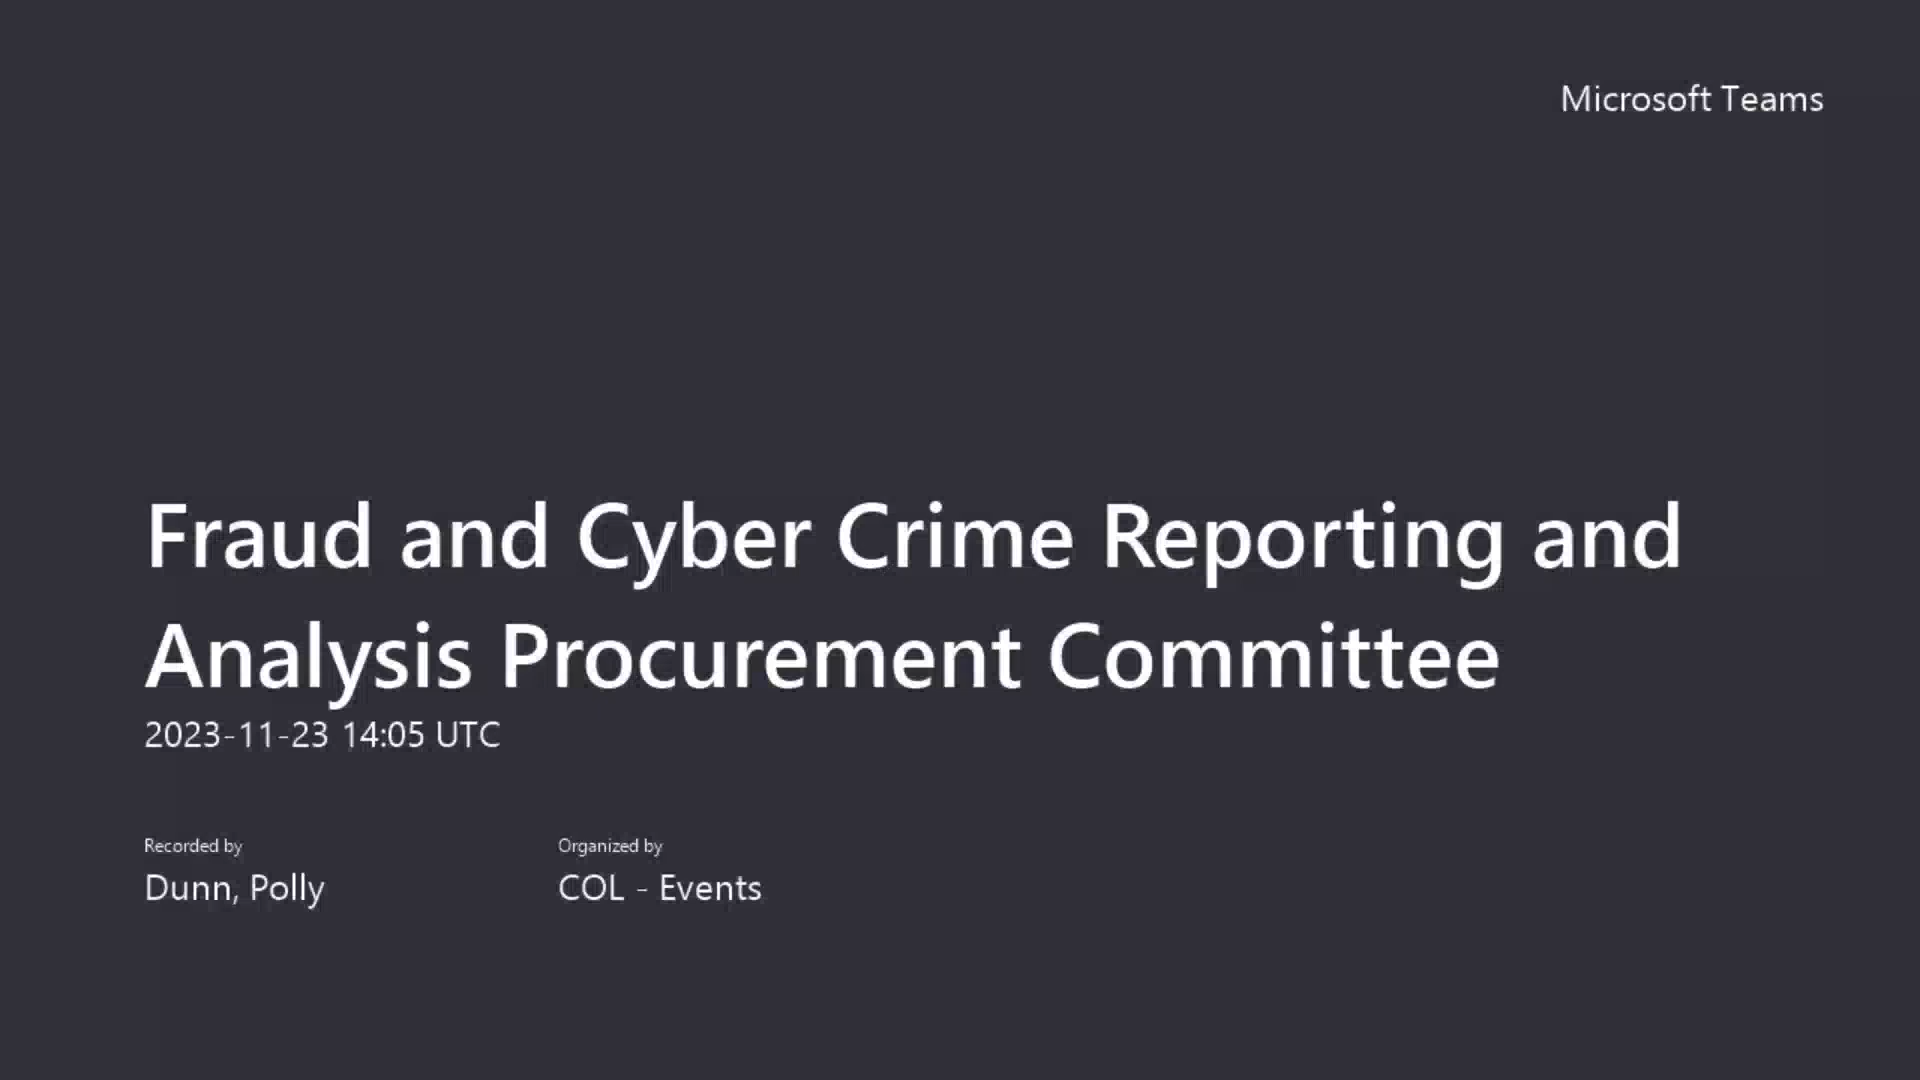 Microsoft Teams
Fraud and Cyber Crime Reporting and
Analysis Procurement Committee
2023-11-23 14:05 UTC
Recorded by
Organized by
Dunn, Polly
COL - Events